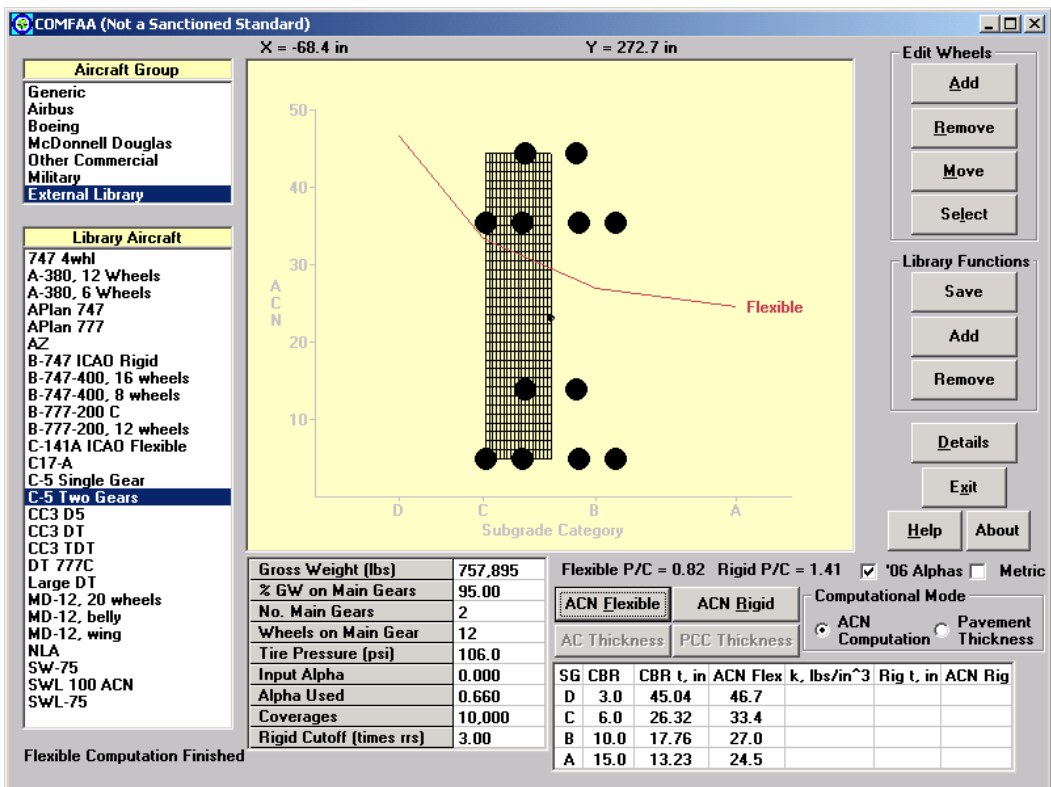 COMFAA (Not a Sanctioned Standard)
X = -68.4 in Y = 272.7 in
Aircraft Group
Generic
Airbus
Boeing
McDonnell Douglas
Other Commercial
Military
External Library
Library Aircraft
747 4whl
A-380, 12 Wheels
A-380, 6 Wheels
APlan 747
APlan 777
AZ
B-747 ICAO Rigid
B-747-400, 16 wheels
B-747-400, 8 wheels
B-777-200 C
B-777-200, 12 wheels
C-141A ICAO Flexible
C17-A
C-5 Single Gear
C-5 Two Gears
CC3 D5
CC3 DT
CC3 TDT
DT 777C
Large DT
MD-12, 20 wheels
MD-12, belly
MD-12, wing
NLA
SW-75
SWL 100 ACN
SWL-75
Flexible Computation Finished
50
40
30
20
10
ACN
D C B A
Subgrade Category
Flexible
Edit Wheels
Add
Remove
Move
Select
Library Functions
Save
Add
Remove
Details
Exit
Help About
Gross Weight (lbs) 757,895
% GW on Main Gears 95.00
No. Main Gears 2
Wheels on Main Gear 12
Tire Pressure (psi) 106.0
Input Alpha 0.000
Alpha Used 0.660
Coverages 10,000
Rigid Cutoff (times rrs) 3.00
Flexible P/C = 0.82 Rigid P/C = 1.41 '06 Alphas Metric
ACN Flexible ACN Rigid
AC Thickness PCC Thickness
Computational Mode
ACN Computation
Pavement Thickness
SG CBR CBR t, in ACN Flex k, lbs/in^3 Rig t, in ACN Rig
D 3.0 45.04 46.7
C 6.0 26.32 33.4
B 10.0 17.76 27.0
A 15.0 13.23 24.5